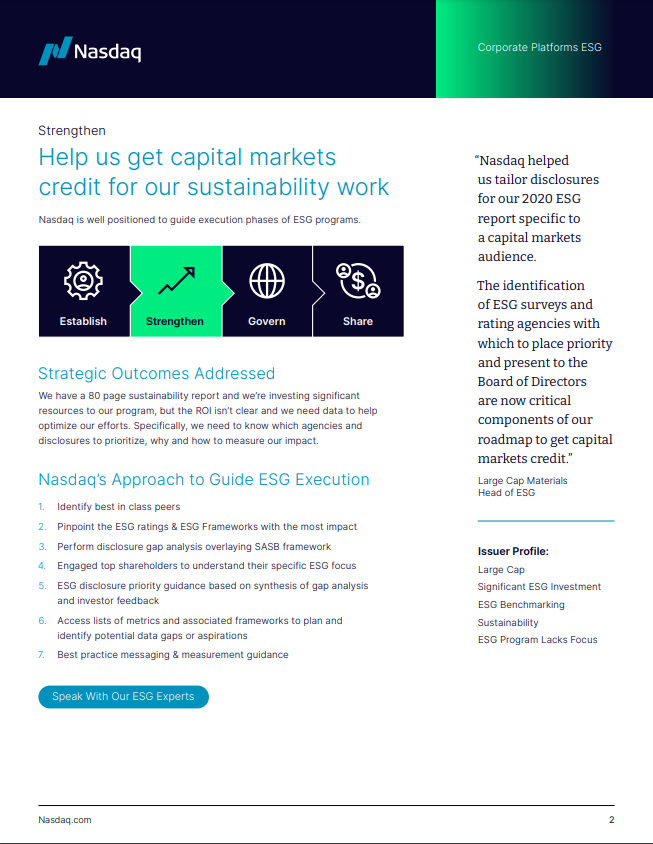 Nasdaq
Corporate Platforms ESG
Strengthen
Help us get capital markets
credit for our sustainability work
Nasdaq is well positioned to guide execution phases of ESG programs.
Establish
Strengthen
Govern
Share
Strategic Outcomes Addressed
We have a 80 page sustainability report and we're investing significant
resources to our program, but the ROI isn't clear and we need data to help
optimize our efforts. Specifically, we need to know which agencies and
disclosures to prioritize, why and how to measure our impact.
Nasdaq's Approach to Guide ESG Execution
1. Identify best in class peers
2. Pinpoint the ESG ratings & ESG Frameworks with the most impact
3. Perform disclosure gap analysis overlaying SASB framework
4. Engaged top shareholders to understand their specific ESG focus
5. ESG disclosure priority guidance based on synthesis of gap analysis
and investor feedback
6. Access lists of metrics and associated frameworks to plan and
identify potential data gaps or aspirations
7. Best practice messaging & measurement guidance
Speak With Our ESG Experts
“Nasdaq helped
us tailor disclosures
for our 2020 ESG
report specific to
a capital markets
audience.
The identification
of ESG surveys and
rating agencies with
which to place priority
and present to the
Board of Directors
are now critical
components of our
roadmap to get capital
markets credit.”
Large Cap Materials
Head of ESG
Issuer Profile:
Large Cap
Significant ESG Investment
ESG Benchmarking
Sustainability
ESG Program Lacks Focus
Nasdaq.com
2